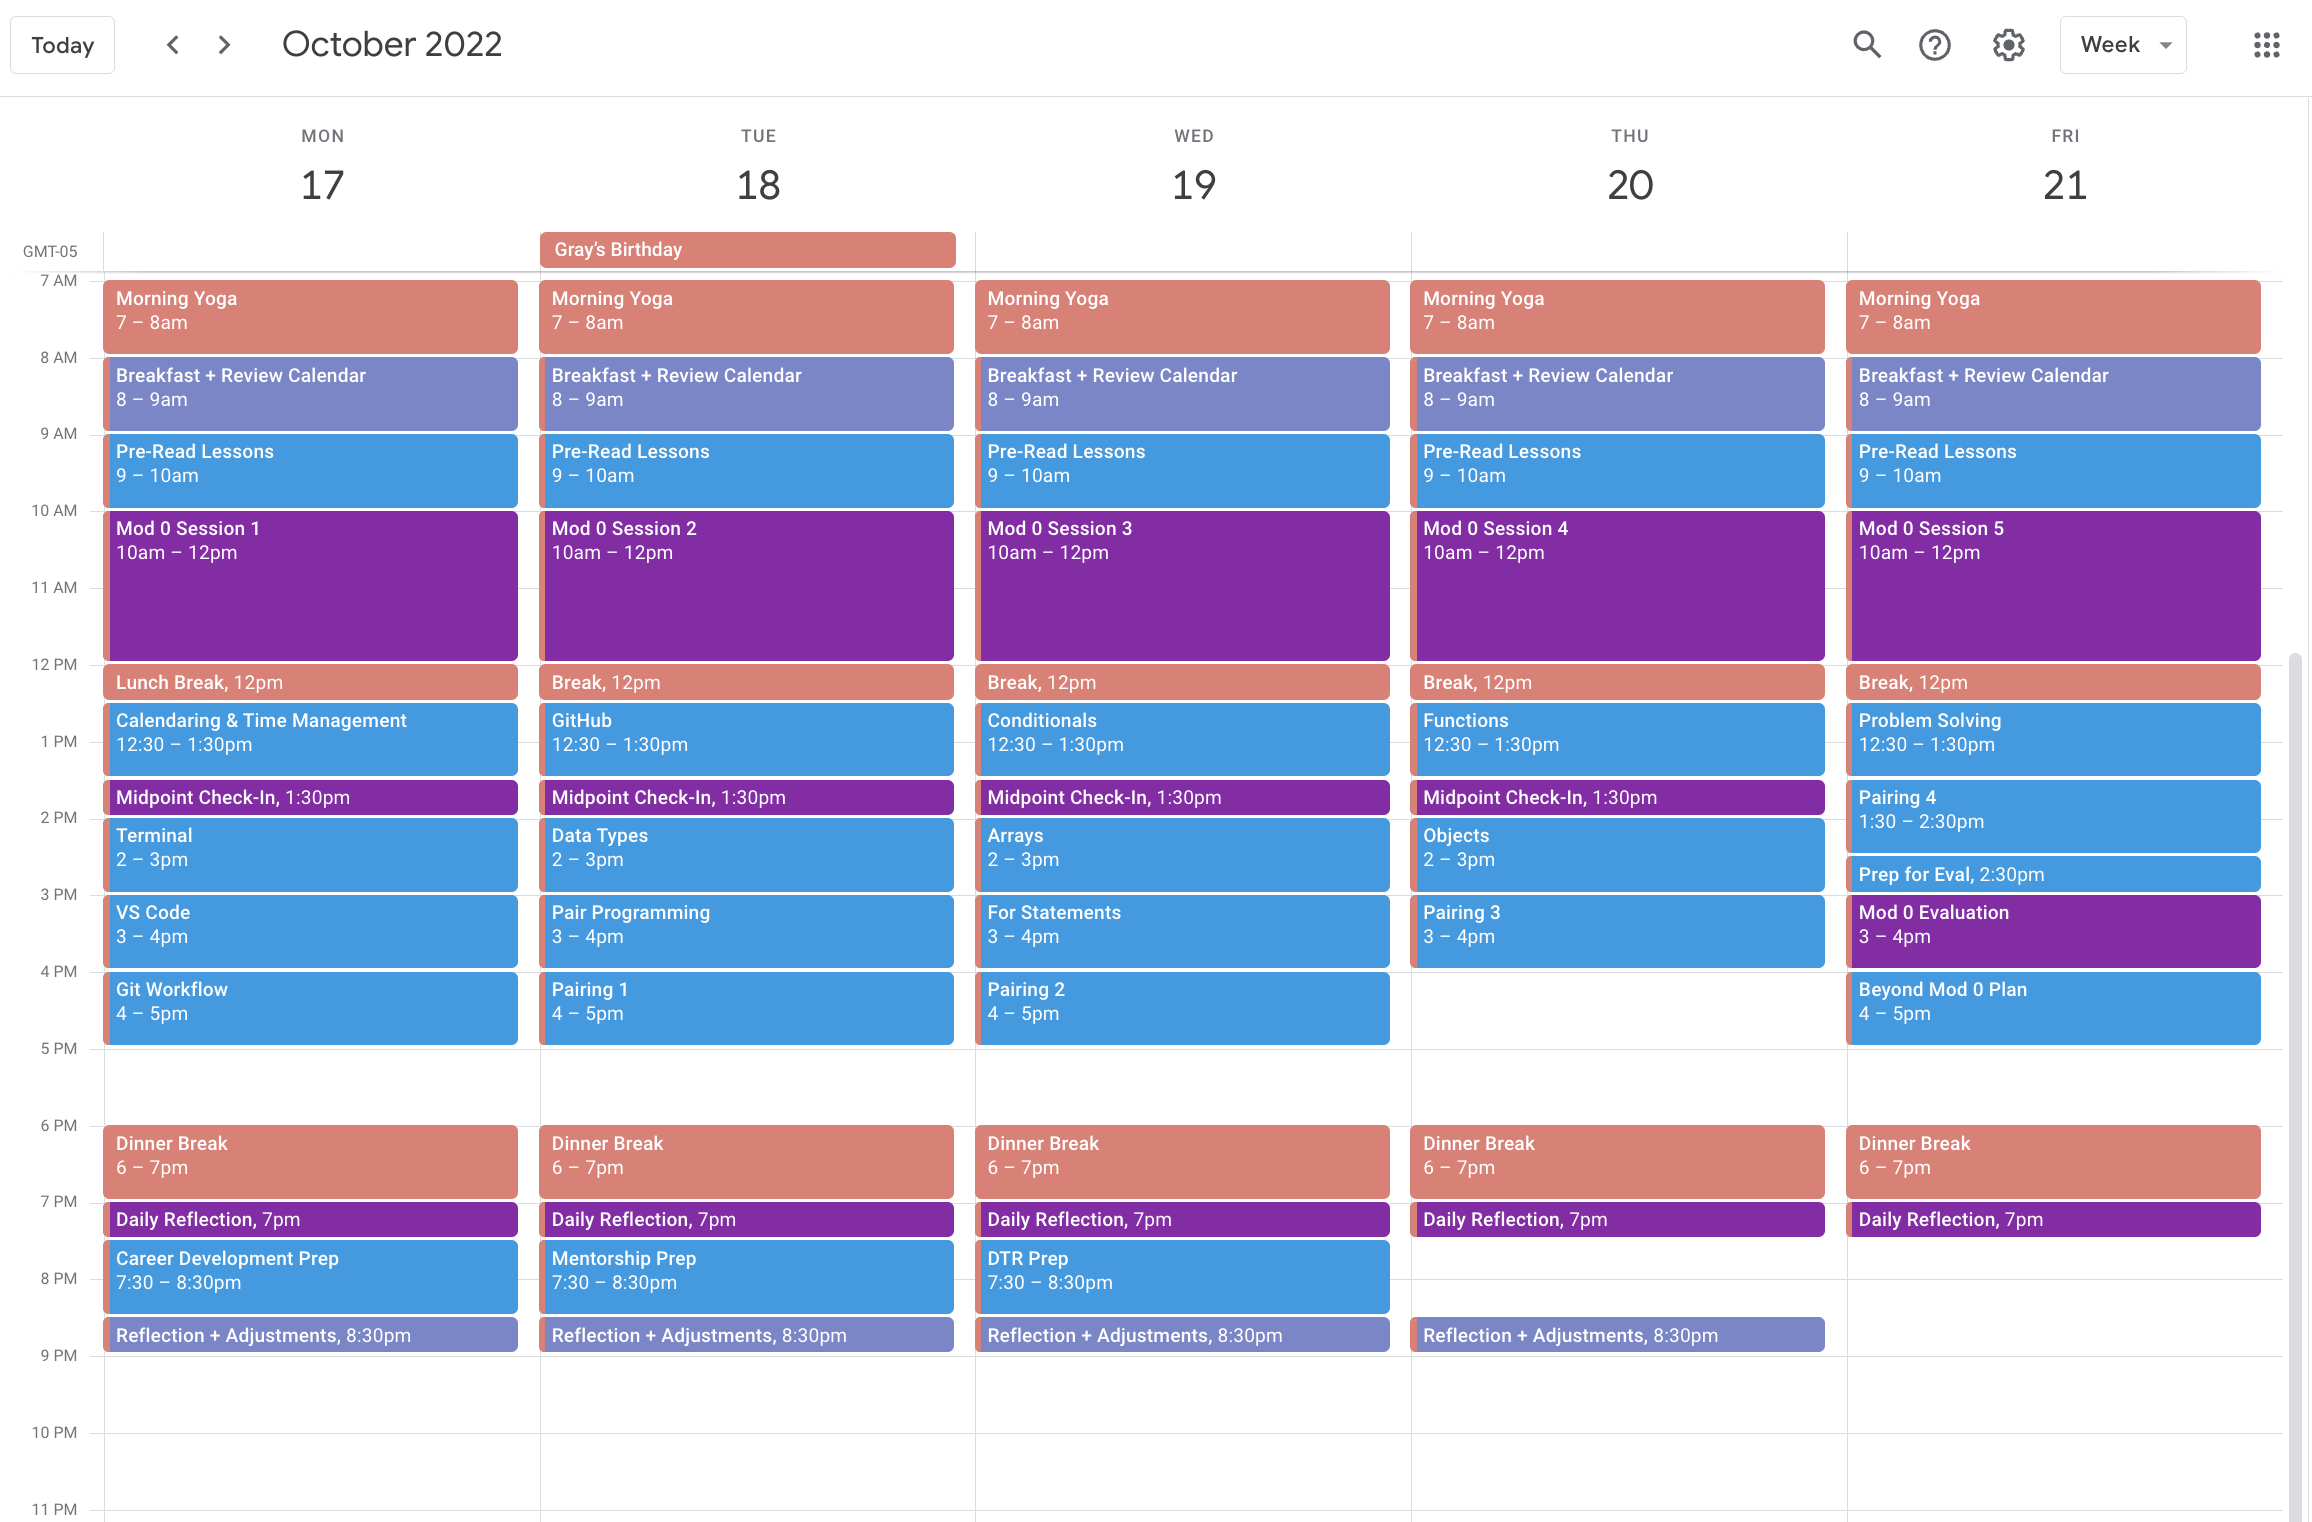 Today
October 2022
Week
MON
TUE
WED
THU
FRI
17
18
19
20
21
GMT-05
Gray’s Birthday
7 AM
8 AM
9 AM
10 AM
11 AM
12 PM
1 PM
2 PM
3 PM
4 PM
5 PM
6 PM
7 PM
8 PM
9 PM
10 PM
11 PM
Morning Yoga
7 – 8am
Breakfast + Review Calendar
8 – 9am
Pre-Read Lessons
9 – 10am
Mod 0 Session 1
10am – 12pm
Lunch Break, 12pm
Calendaring & Time Management
12:30 – 1:30pm
Midpoint Check-In, 1:30pm
Terminal
2 – 3pm
VS Code
3 – 4pm
Git Workflow
4 – 5pm
Dinner Break
6 – 7pm
Daily Reflection, 7pm
Career Development Prep
7:30 – 8:30pm
Reflection + Adjustments, 8:30pm
Morning Yoga
7 – 8am
Breakfast + Review Calendar
8 – 9am
Pre-Read Lessons
9 – 10am
Mod 0 Session 2
10am – 12pm
Break, 12pm
GitHub
12:30 – 1:30pm
Midpoint Check-In, 1:30pm
Data Types
2 – 3pm
Pair Programming
3 – 4pm
Pairing 1
4 – 5pm
Dinner Break
6 – 7pm
Daily Reflection, 7pm
Mentorship Prep
7:30 – 8:30pm
Reflection + Adjustments, 8:30pm
Morning Yoga
7 – 8am
Breakfast + Review Calendar
8 – 9am
Pre-Read Lessons
9 – 10am
Mod 0 Session 3
10am – 12pm
Break, 12pm
Conditionals
12:30 – 1:30pm
Midpoint Check-In, 1:30pm
Arrays
2 – 3pm
For Statements
3 – 4pm
Pairing 2
4 – 5pm
Dinner Break
6 – 7pm
Daily Reflection, 7pm
DTR Prep
7:30 – 8:30pm
Reflection + Adjustments, 8:30pm
Morning Yoga
7 – 8am
Breakfast + Review Calendar
8 – 9am
Pre-Read Lessons
9 – 10am
Mod 0 Session 4
10am – 12pm
Break, 12pm
Functions
12:30 – 1:30pm
Midpoint Check-In, 1:30pm
Objects
2 – 3pm
Pairing 3
3 – 4pm
Dinner Break
6 – 7pm
Daily Reflection, 7pm
Reflection + Adjustments, 8:30pm
Morning Yoga
7 – 8am
Breakfast + Review Calendar
8 – 9am
Pre-Read Lessons
9 – 10am
Mod 0 Session 5
10am – 12pm
Break, 12pm
Problem Solving
12:30 – 1:30pm
Pairing 4
1:30 – 2:30pm
Prep for Eval, 2:30pm
Mod 0 Evaluation
3 – 4pm
Beyond Mod 0 Plan
4 – 5pm
Dinner Break
6 – 7pm
Daily Reflection, 7pm